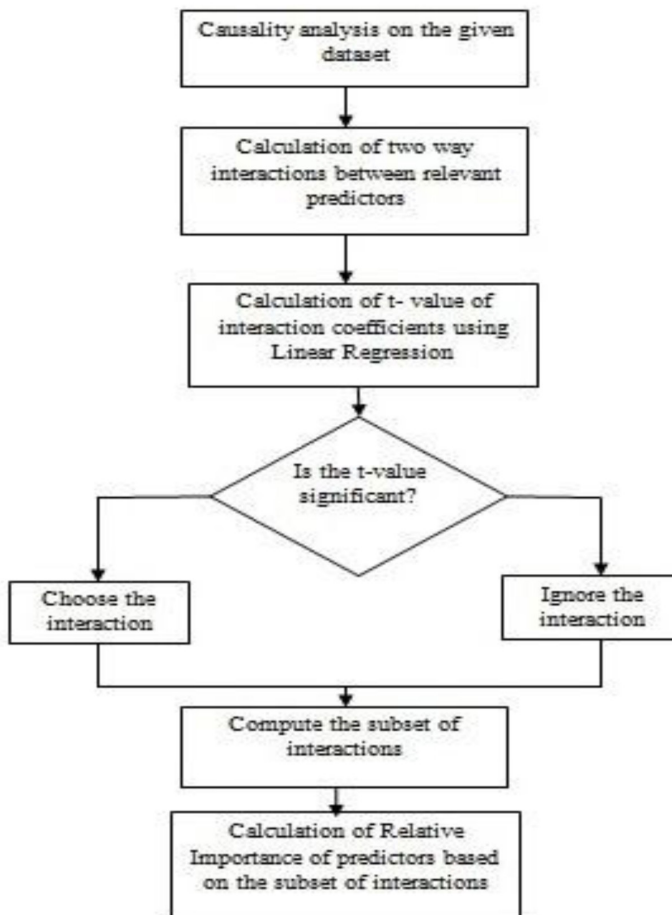 Causality analysis on the given
dataset
Calculation of two way
interactions between relevant
predictors
Calculation of t- value of
interaction coefficients using
Linear Regression
Is the t-value
significant?
Choose the
interaction
Ignore the
interaction
Compute the subset of
interactions
Calculation of Relative
Importance of predictors based
on the subset of interactions